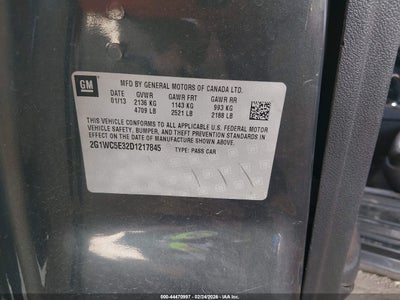 GM
MFD BY GENERAL MOTORS OF CANADA LTD.
DATE GVWR GAWR FRT GAWR RR
01/13 2136 KG 1143 KG 993 KG
4709 LB 2521 LB 2188 LB
THIS VEHICLE CONFORMS TO ALL APPLICABLE U.S. FEDERAL MOTOR
VEHICLE SAFETY, BUMPER, AND THEFT PREVENTION STANDARDS
IN EFFECT ON THE DATE OF MANUFACTURE SHOWN ABOVE.
2G1WC5E32D1217845 TYPE: PASS CAR
000-44470997 - 02/24/2026 - IAA Inc.